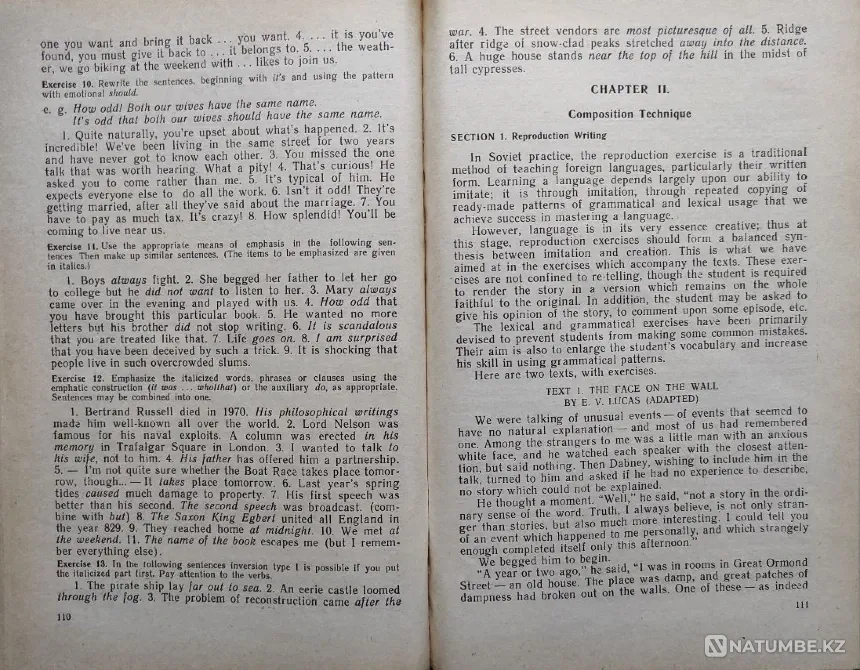 one you want and bring it back ... you want. 4. ... it is you've
found, you must give it back to ... it belongs to. 5. ... the weath-
er, we go biking at the weekend with ... likes to join us.
Exercise 10. Rewrite the sentences, beginning with it's and using the pattern
with emotional should.
e. g. How odd! Both our wives have the same name.
It's odd that both our wives should have the same name.
1. Quite naturally, you're upset about what's happened. 2. It's
incredible! We've been living in the same street for two years
and have never got to know each other. 3. You missed the one
talk that was worth hearing. What a pity! 4. That's curious! He
asked you to come rather than me. 5. It's typical of him. He
expects everyone else to do all the work. 6. Isn't it odd! They're
getting married, after all they've said about the marriage. 7. You
have to pay as much tax. It's crazy! 8. How splendid! You'll be
coming to live near us.
Exercise 11. Use the appropriate means of emphasis in the following sen-
tences Then make up similar sentences. (The items to be emphasized are given
in italics.)
1. Boys always fight. 2. She begged her father to let her go
to college but he did not want to listen to her. 3. Mary always
came over in the evening and played with us. 4. How odd that
you have brought this particular book. 5. He wanted no more
letters but his brother did not stop writing. 6. It is scandalous
that you are treated like that. 7. Life goes on. 8. I am surprised
that you have been deceived by such a trick. 9. It is shocking that
people live in such overcrowded slums.
Exercise 12. Emphasize the italicized words, phrases or clauses using the
emphatic construction (it was ... who/that) or the auxiliary do, as appropriate.
Sentences may be combined into one.
1. Bertrand Russell died in 1970. His philosophical writings
made him well-known all over the world. 2. Lord Nelson was
famous for his naval exploits. A column was erected in his
memory in Trafalgar Square in London. 3. I wanted to talk to
his wife, not to him. 4. His father has offered him a partnership.
5. — I'm not quite sure whether the Boat Race takes place tomor-
row, though... — It takes place tomorrow. 6. Last year's spring
tides caused much damage to property. 7. His first speech was
better than his second. The second speech was broadcast. (com-
bine with but) 8. The Saxon King Egbert united all England in
the year 829. 9. They reached home at midnight. 10. We met at
the weekend. 11. The name of the book escapes me (but I remem-
ber everything else).
Exercise 13. In the following sentences inversion type I is possible if you put
the italicized part first. Pay attention to the verbs.
1. The pirate ship lay far out to sea. 2. An eerie castle loomed
through the fog. 3. The problem of reconstruction came after the
110
war. 4. The street vendors are most picturesque of all. 5. Ridge
after ridge of snow-clad peaks stretched away into the distance.
6. A huge house stands near the top of the hill in the midst of
tall cypresses.
CHAPTER II.
Composition Technique
SECTION 1. Reproduction Writing
In Soviet practice, the reproduction exercise is a traditional
method of teaching foreign languages, particularly their written
form. Learning a language depends largely upon our ability to
imitate; it is through imitation, through repeated copying of
ready-made patterns of grammatical and lexical usage that we
achieve success in mastering a language.
However, language is in its very essence creative; thus at
this stage, reproduction exercises should form a balanced syn-
thesis between imitation and creation. This is what we have
aimed at in the exercises which accompany the texts. These exer-
cises are not confined to re telling, though the student is required
to render the story in a version which remains on the whole
faithful to the original. In addition, the student may be asked to
give his opinion of the story, to comment upon some episode, etc.
The lexical and grammatical exercises have been primarily
devised to prevent students from making some common mistakes.
Their aim is also to enlarge the student's vocabulary and increase
his skill in using grammatical patterns.
Here are two texts, with exercises.
TEXT 1. THE FACE ON THE WALL
BY E. V. LUCAS (ADAPTED)
We were talking of unusual events — of events that seemed to
have no natural explanation — and most of us had remembered
one. Among the strangers to me was a little man with an anxious
white face, and he watched each speaker with the closest atten-
tion, but said nothing. Then Dabney, wishing to include him in the
talk, turned to him and asked if he had no experience to describe,
no story which could not be explained.
He thought a moment. "Well," he said, "not a story in the ordi-
nary sense of the word. Truth, I always believe, is not only stran-
ger than stories, but also much more interesting. I could tell you
of an event which happened to me personally, and which strangely
enough completed itself only this afternoon."
We begged him to begin.
"A year or two ago," he said, "I was in rooms in Great Ormond
Street — an old house. The place was damp, and great patches of
dampness had broken out on the walls. One of these — as indeed
111
NATUMBE.KZ